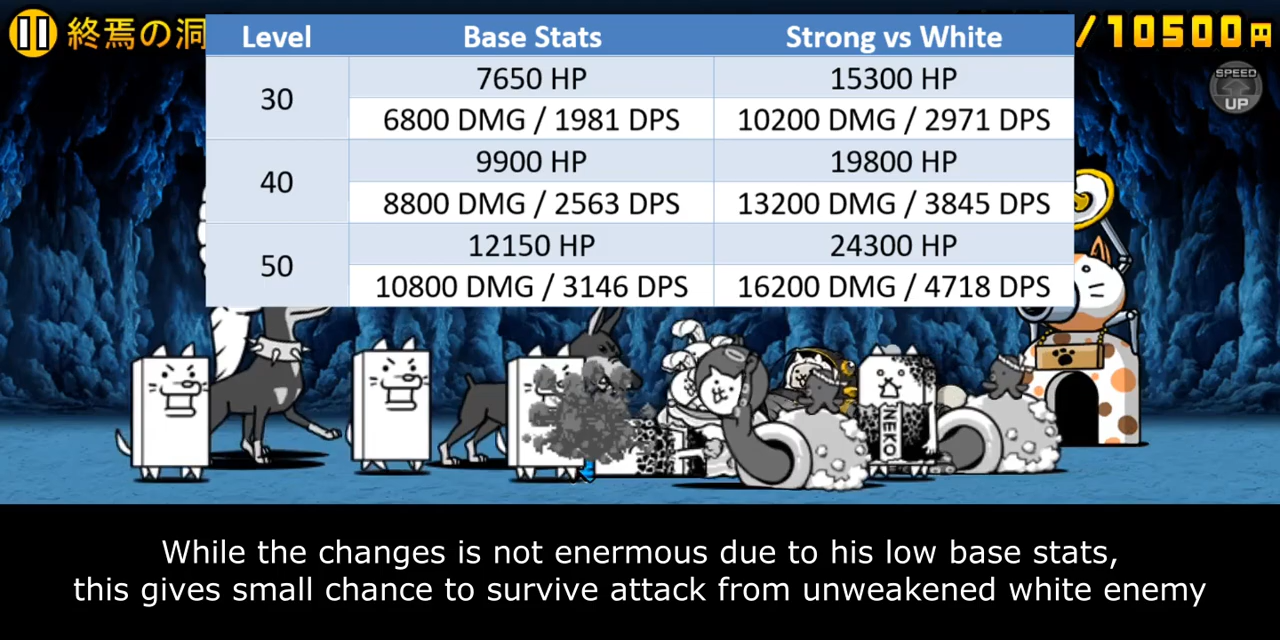 終焉の洞
/10500円
SPEED
UP
Level Base Stats Strong vs White
30 7650 HP 15300 HP
6800 DMG / 1981 DPS 10200 DMG / 2971 DPS
40 9900 HP 19800 HP
8800 DMG / 2563 DPS 13200 DMG / 3845 DPS
50 12150 HP 24300 HP
10800 DMG / 3146 DPS 16200 DMG / 4718 DPS
NEKO
While the changes is not enermous due to his low base stats,
this gives small chance to survive attack from unweakened white enemy